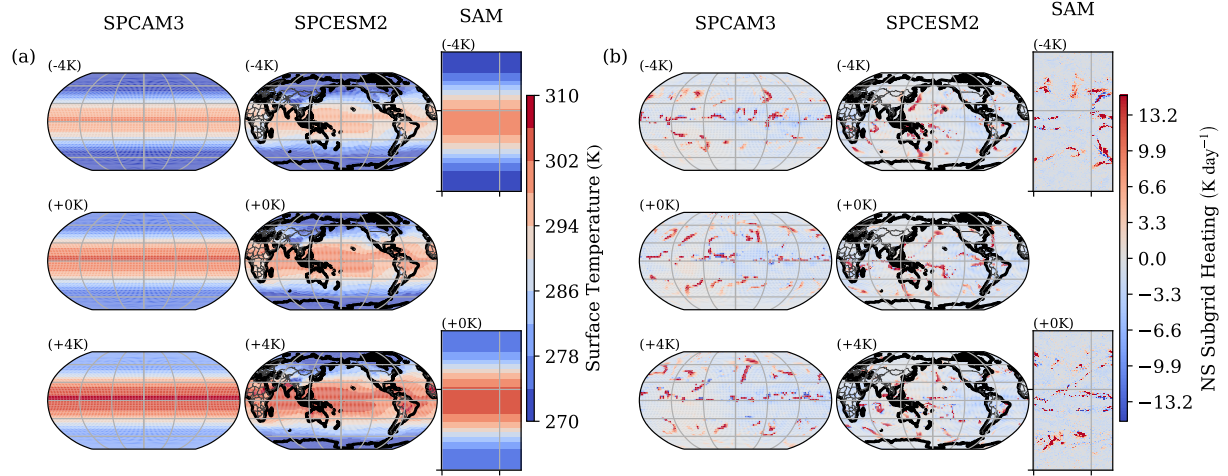 SPCAM3
SPCESM2
SAM
(a)
(-4K)
(-4K)
(-4K)
(+0K)
(+0K)
(+4K)
(+4K)
(+0K)
310
302
294
286
278
270
Surface Temperature (K)
SPCAM3
SPCESM2
SAM
(b)
(-4K)
(-4K)
(-4K)
(+0K)
(+0K)
(+4K)
(+4K)
(+0K)
13.2
9.9
6.6
3.3
0.0
−3.3
−6.6
−9.9
−13.2
NS Subgrid Heating (K day⁻¹)